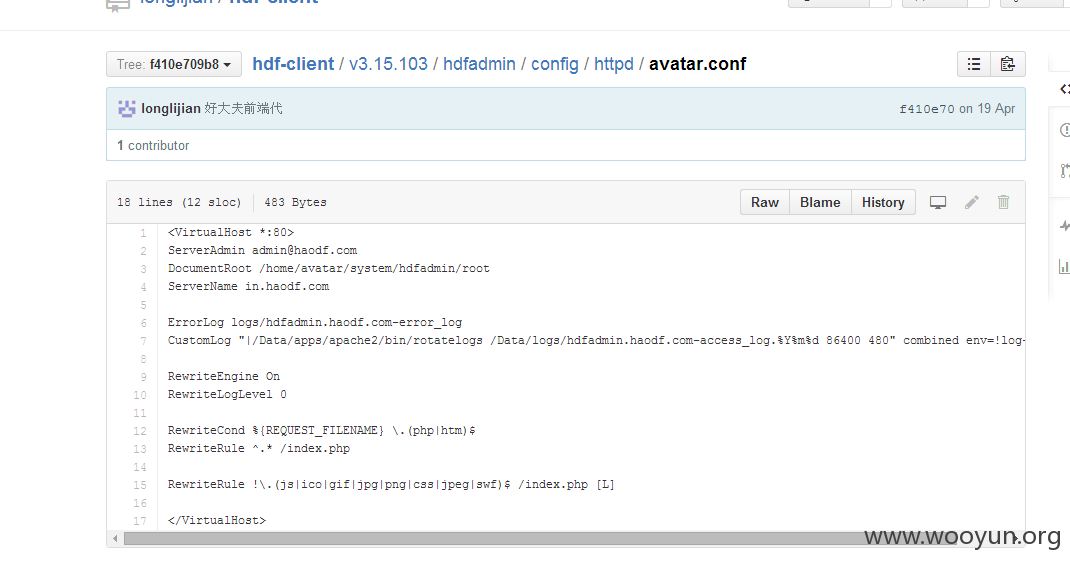 longlijian / hdf-client
Tree: f410e709b8
hdf-client / v3.15.103 / hdfadmin / config / httpd / avatar.conf
longlijian 好大夫前端代
f410e70 on 19 Apr
1 contributor
18 lines (12 sloc) 483 Bytes
Raw Blame History
1 <VirtualHost *:80>
2 ServerAdmin admin@haodf.com
3 DocumentRoot /home/avatar/system/hdfadmin/root
4 ServerName in.haodf.com
5
6 ErrorLog logs/hdfadmin.haodf.com-error_log
7 CustomLog "|/Data/apps/apache2/bin/rotatelogs /Data/logs/hdfadmin.haodf.com-access_log.%Y%m%d 86400 480" combined env=!log-
8
9 RewriteEngine On
10 RewriteLogLevel 0
11
12 RewriteCond %{REQUEST_FILENAME} \.(php|htm)$
13 RewriteRule ^.* /index.php
14
15 RewriteRule !\.(js|ico|gif|jpg|png|css|jpeg|swf)$ /index.php [L]
16
17 </VirtualHost>
www.wooyun.org